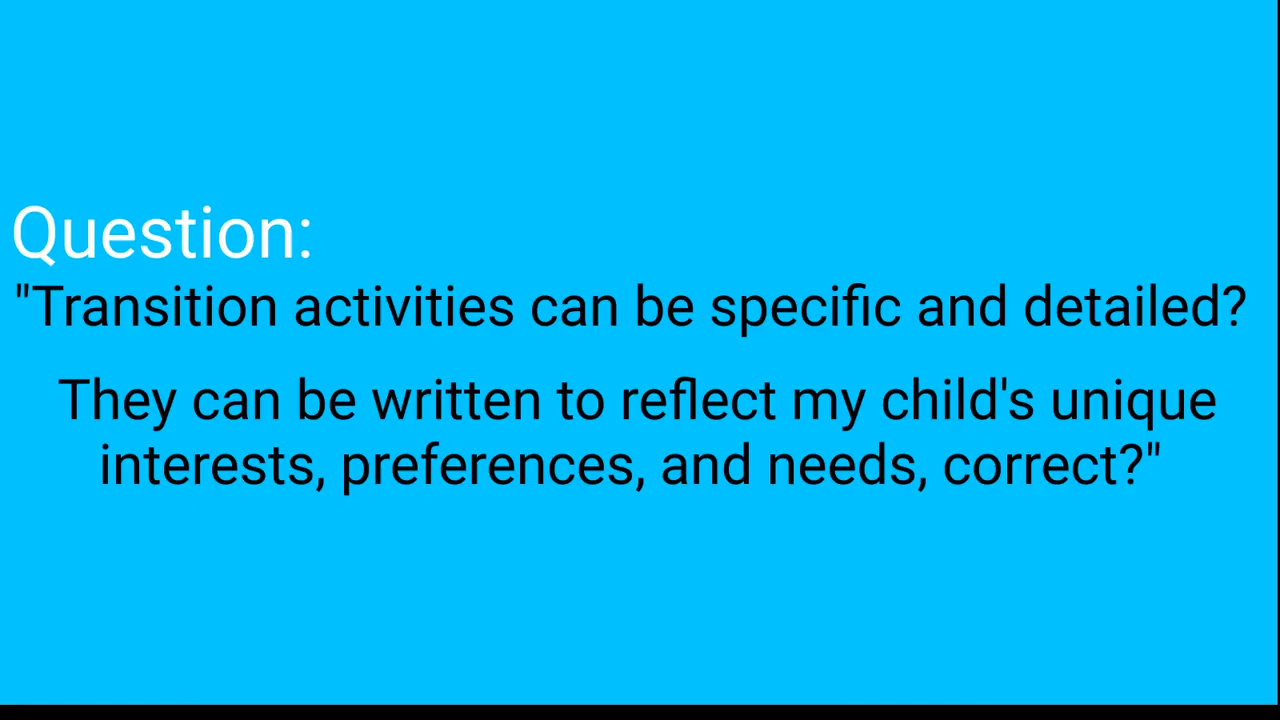 Question:
"Transition activities can be specific and detailed?
They can be written to reflect my child's unique
interests, preferences, and needs, correct?"